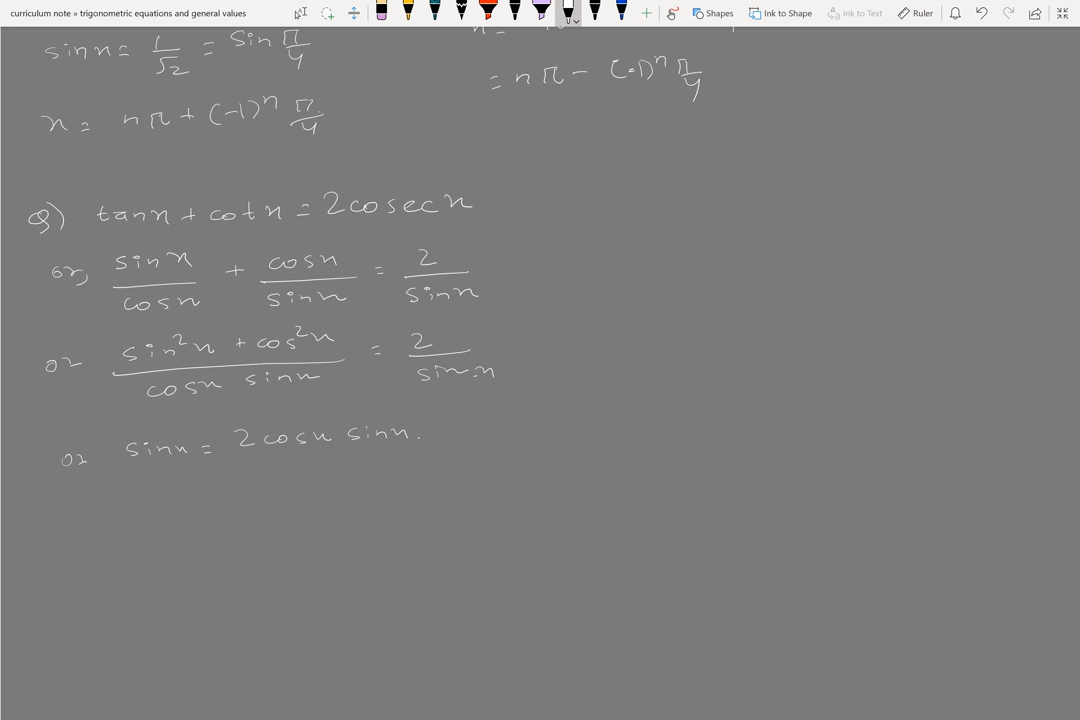 curriculum note » trigonometric equations and general values
Shapes Ink to Shape Ink to Text Ruler
sinx = 1/√2 = sin π/4
x = nπ + (-1)^n π/4
= nπ - (-1)^n π/4
Q) tanx + cotx = 2cosecx
or, sinx/cosx + cosx/sinx = 2/sinx
or (sin²x + cos²x)/(cosx sinx) = 2/sinx
or sinx = 2cosx sinx.